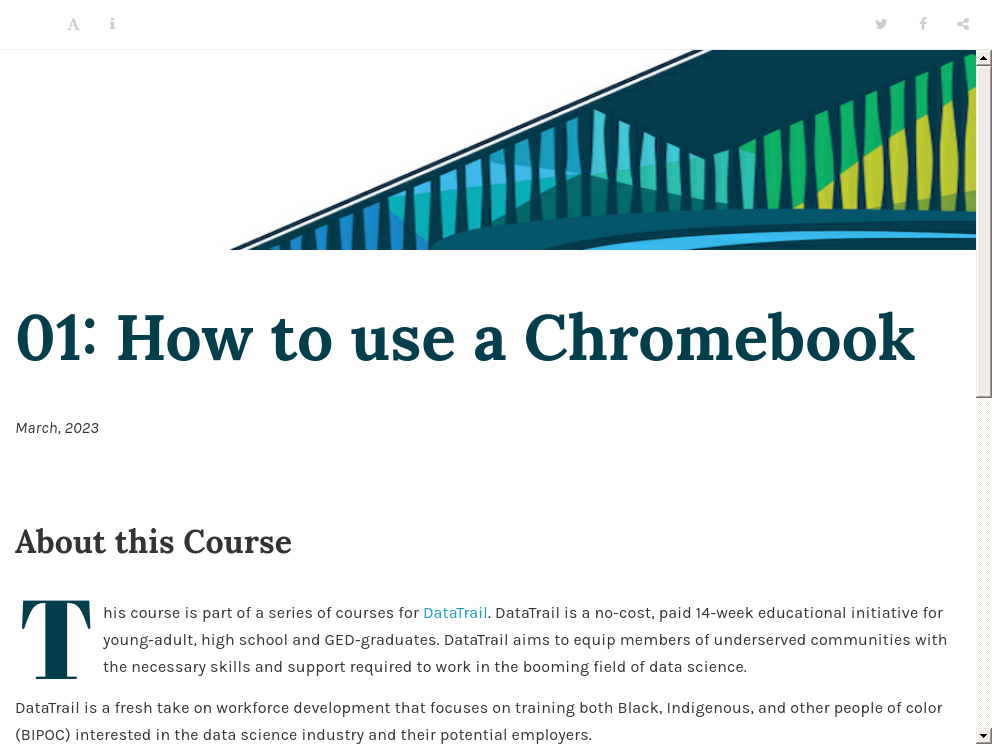 01: How to use a Chromebook
March, 2023
About this Course
This course is part of a series of courses for DataTrail. DataTrail is a no-cost, paid 14-week educational initiative for
young-adult, high school and GED-graduates. DataTrail aims to equip members of underserved communities with
the necessary skills and support required to work in the booming field of data science.
DataTrail is a fresh take on workforce development that focuses on training both Black, Indigenous, and other people of color
(BIPOC) interested in the data science industry and their potential employers.